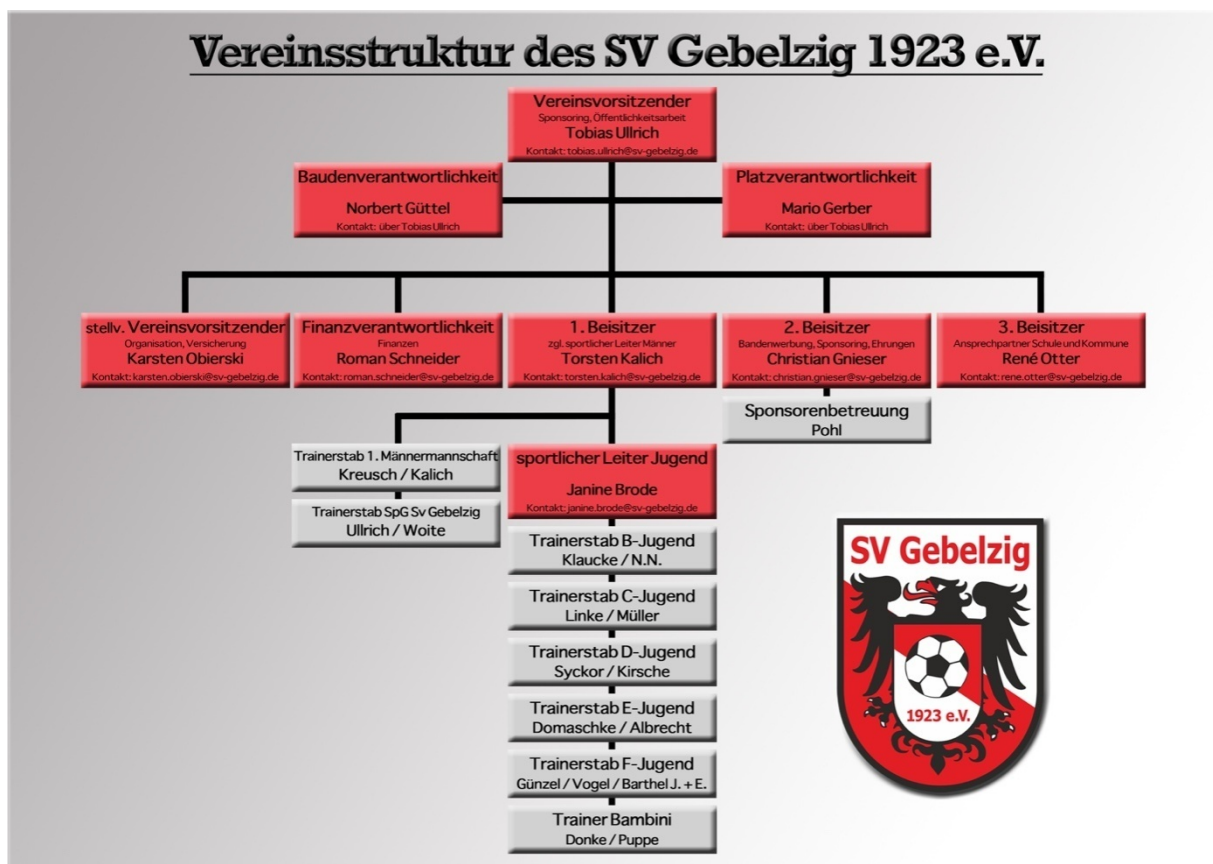 Vereinsstruktur des SV Gebelzig 1923 e.V.
Vereinsvorsitzender
Sponsoring, Öffentlichkeitsarbeit
Tobias Ullrich
Kontakt: tobias.ullrich@sv-gebelzig.de
Baudenverantwortlichkeit
Norbert Güttel
Kontakt: über Tobias Ullrich
Platzverantwortlichkeit
Mario Gerber
Kontakt: über Tobias Ullrich
stellv. Vereinsvorsitzender
Organisation, Versicherung
Karsten Obierski
Kontakt: karsten.obierski@sv-gebelzig.de
Finanzverantwortlichkeit
Finanzen
Roman Schneider
Kontakt: roman.schneider@sv-gebelzig.de
1. Beisitzer
zgl. sportlicher Leiter Männer
Torsten Kalich
Kontakt: torsten.kalich@sv-gebelzig.de
2. Beisitzer
Bandenwerbung, Sponsoring, Ehrungen
Christian Gnieser
Kontakt: christian.gnieser@sv-gebelzig.de
3. Beisitzer
Ansprechpartner Schule und Kommune
René Otter
Kontakt: rene.otter@sv-gebelzig.de
Sponsorenbetreuung
Pohl
Trainerstab 1. Männermannschaft
Kreusch / Kalich
Trainerstab SpG Sv Gebelzig
Ullrich / Woite
sportlicher Leiter Jugend
Janine Brode
Kontakt: janine.brode@sv-gebelzig.de
Trainerstab B-Jugend
Klaucke / N.N.
Trainerstab C-Jugend
Linke / Müller
Trainerstab D-Jugend
Syckor / Kirsche
Trainerstab E-Jugend
Domaschke / Albrecht
Trainerstab F-Jugend
Günzel / Vogel / Barthel J. + E.
Trainer Bambini
Donke / Puppe
SV Gebelzig
1923 e.V.